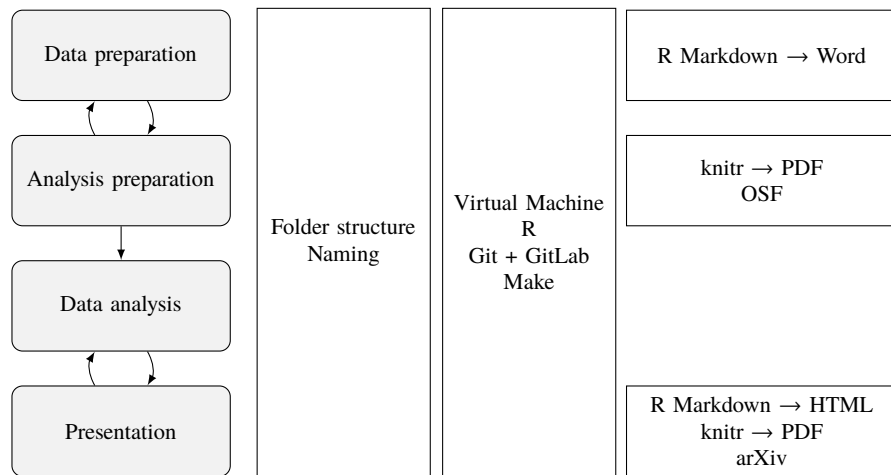 Data preparation
Analysis preparation
Data analysis
Presentation
Folder structure
Naming
Virtual Machine
R
Git + GitLab
Make
R Markdown → Word
knitr → PDF
OSF
R Markdown → HTML
knitr → PDF
arXiv